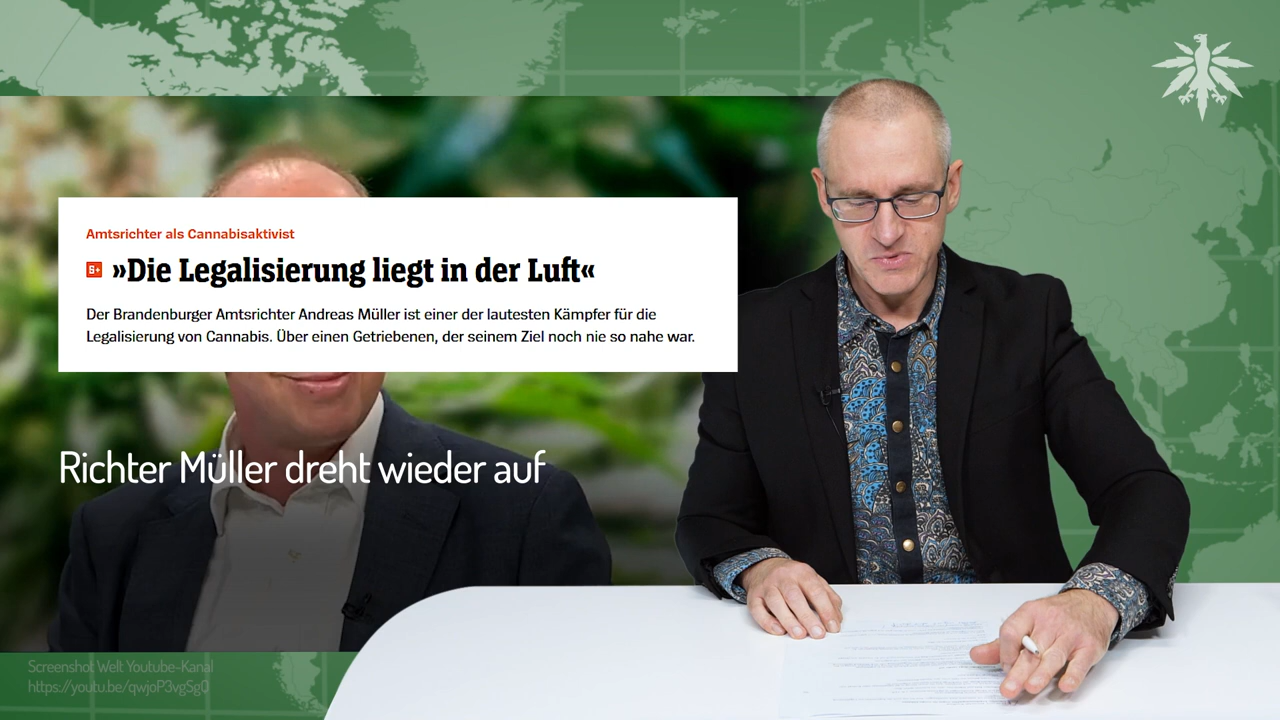 Amtsrichter als Cannabisaktivist
S+ »Die Legalisierung liegt in der Luft«
Der Brandenburger Amtsrichter Andreas Müller ist einer der lautesten Kämpfer für die
Legalisierung von Cannabis. Über einen Getriebenen, der seinem Ziel noch nie so nahe war.
Richter Müller dreht wieder auf
Screenshot Welt Youtube-Kanal
https://youtu.be/qwjoP3vgSg0